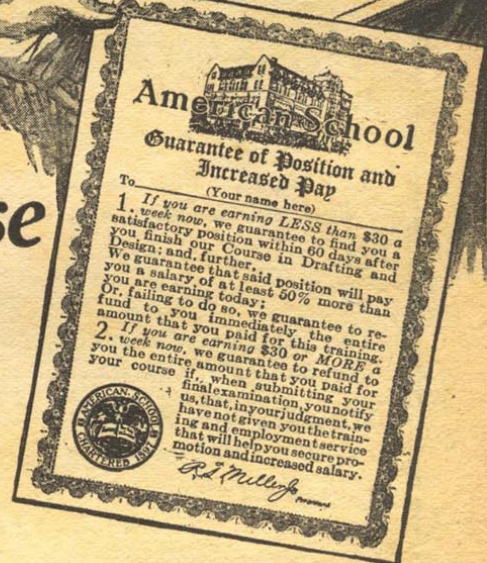 American School
Guarantee of Position and
Increased Pay
To
(Your name here)
1. If you are earning LESS than $30 a
week now, we guarantee to find you a
satisfactory position within 60 days after
you finish our Course in Drafting and
Design; and, further,
We guarantee that said position will pay
you a salary of at least 50% more than
you are earning today;
Or, failing to do so, we guarantee to re-
fund to you immediately the entire
amount that you paid for this training.
2. If you are earning $30 or MORE a
week now, we guarantee to refund to
you the entire amount that you paid for
your course if, when submitting your
final examination, you notify
us, that, in your judgment, we
have not given you the train-
ing and employment service
that will help you secure pro-
motion and increased salary.
AMERICAN·SCHOOL
CHARTERED 1897
President
se